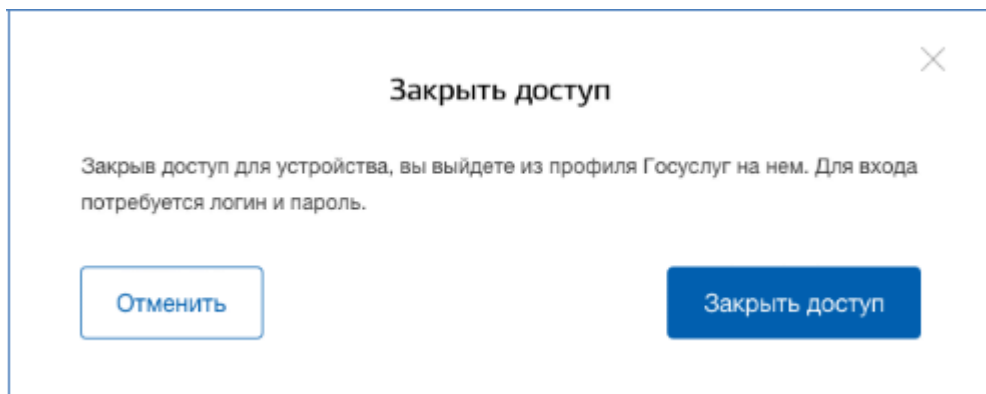 Закрыть доступ
Закрыв доступ для устройства, вы выйдете из профиля Госуслуг на нем. Для входа
потребуется логин и пароль.
Отменить
Закрыть доступ